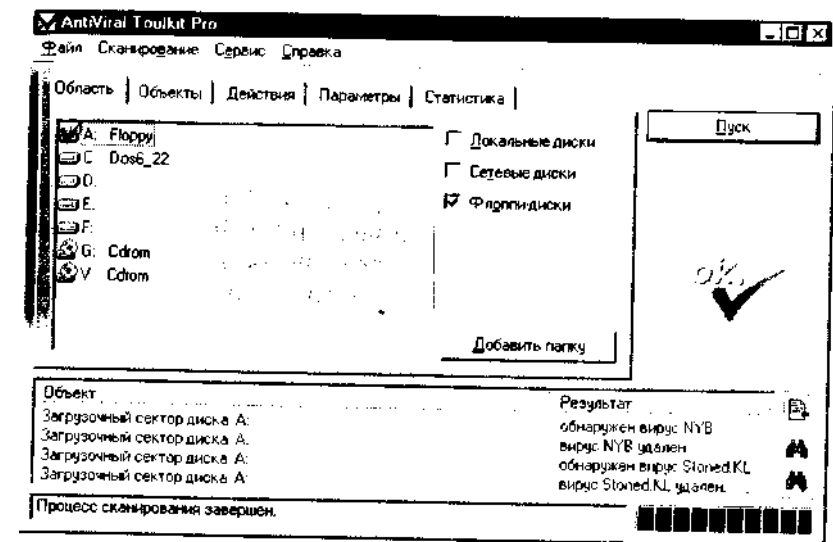 AntiViral Toolkit Pro
Файл Сканирование Сервис Справка
Область Объекты Действия Параметры Статистика
A: Floppy
C Dos6_22
D.
E.
F:
G: Cdrom
V Cdrom
Локальные диски
Сетевые диски
Флоппи-диски
Добавить папку
Пуск
ok.
Объект Результат
Загрузочный сектор диска A: обнаружен вирус NYB
Загрузочный сектор диска A. вирус NYB удален
Загрузочный сектор диска A: обнаружен вирус Stoned.KL
Загрузочный сектор диска A: вирус Stoned.KL удален.
Процесс сканирования завершен.